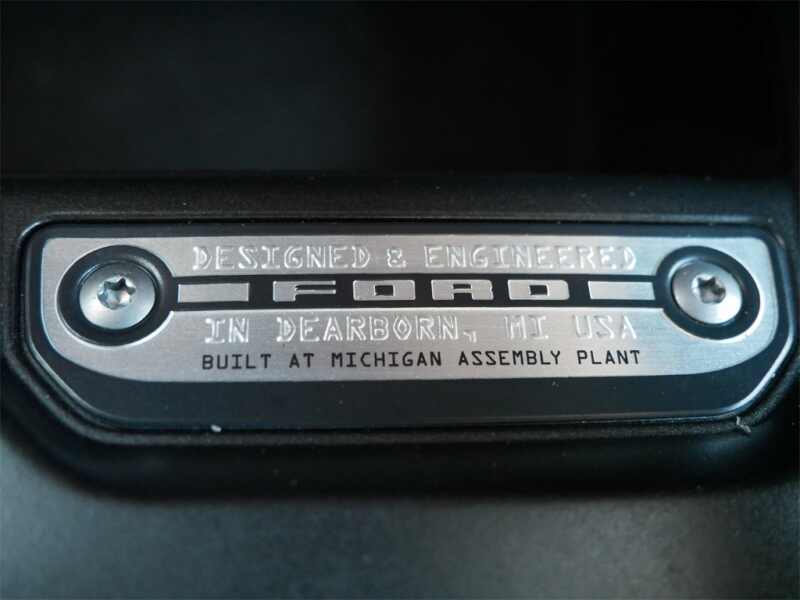 DESIGNED & ENGINEERED
FORD
IN DEARBORN, MI USA
BUILT AT MICHIGAN ASSEMBLY PLANT